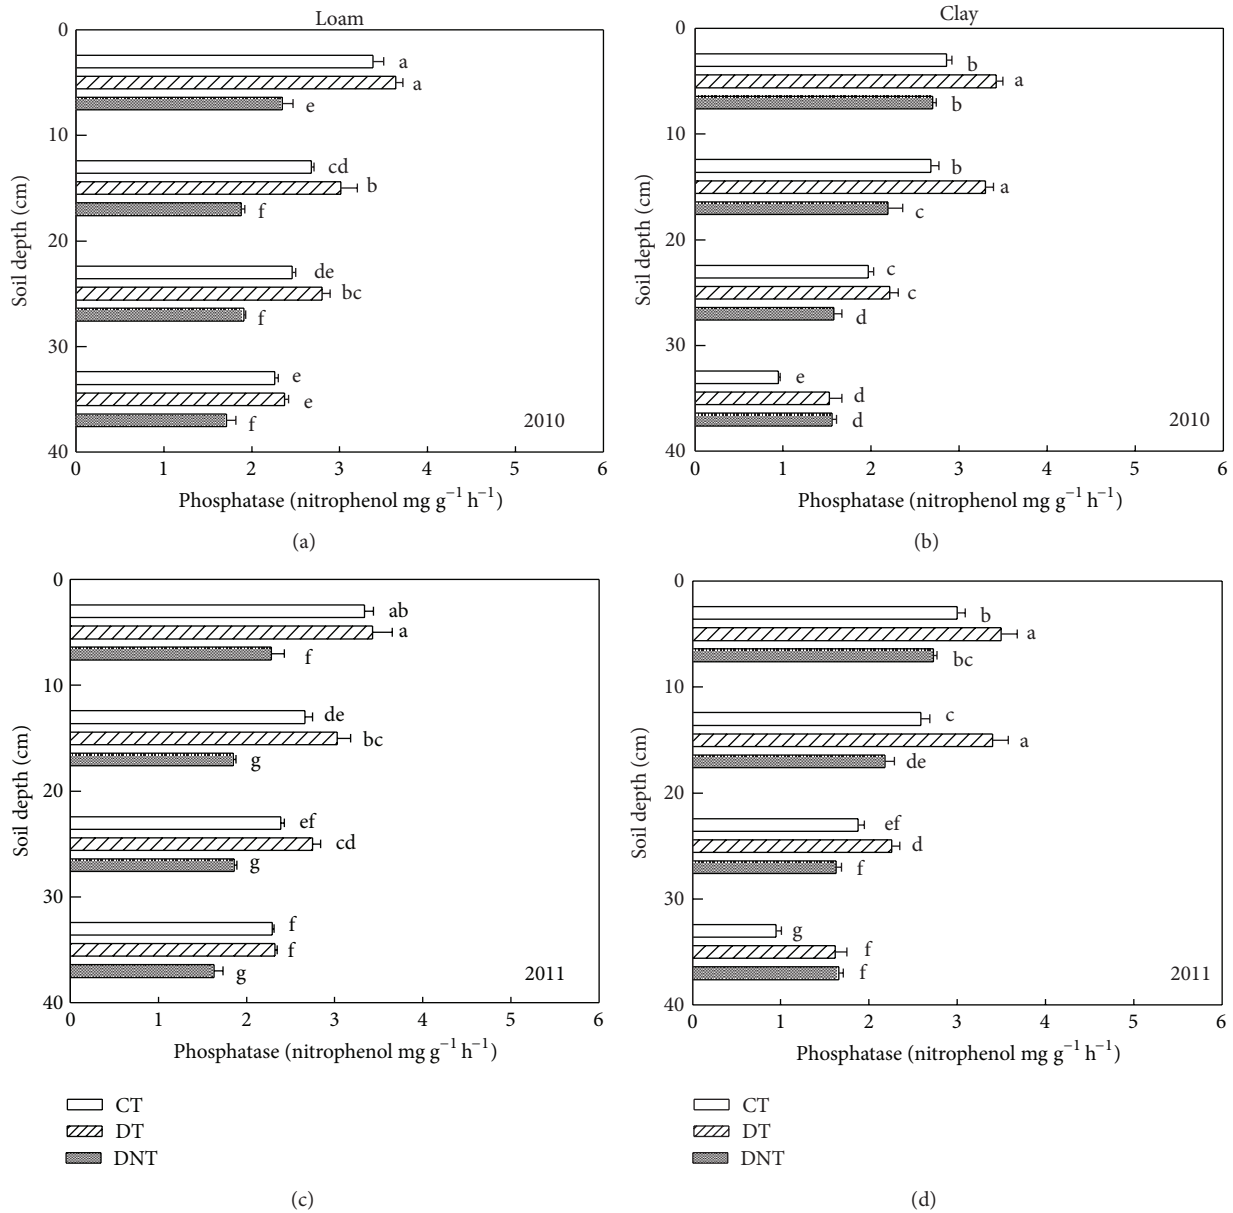 Loam
0
10
20
30
40
Soil depth (cm)
a
a
e
cd
b
f
de
bc
f
e
e
f
2010
0 1 2 3 4 5 6
Phosphatase (nitrophenol mg g⁻¹ h⁻¹)
(a)
Clay
0
10
20
30
40
Soil depth (cm)
b
a
b
b
a
c
c
c
d
e
d
d
2010
0 1 2 3 4 5 6
Phosphatase (nitrophenol mg g⁻¹ h⁻¹)
(b)
0
10
20
30
40
Soil depth (cm)
ab
a
f
de
bc
g
ef
cd
g
f
f
g
2011
0 1 2 3 4 5 6
Phosphatase (nitrophenol mg g⁻¹ h⁻¹)
CT
DT
DNT
(c)
0
10
20
30
40
Soil depth (cm)
b
a
bc
c
a
de
ef
d
f
g
f
f
2011
0 1 2 3 4 5 6
Phosphatase (nitrophenol mg g⁻¹ h⁻¹)
CT
DT
DNT
(d)